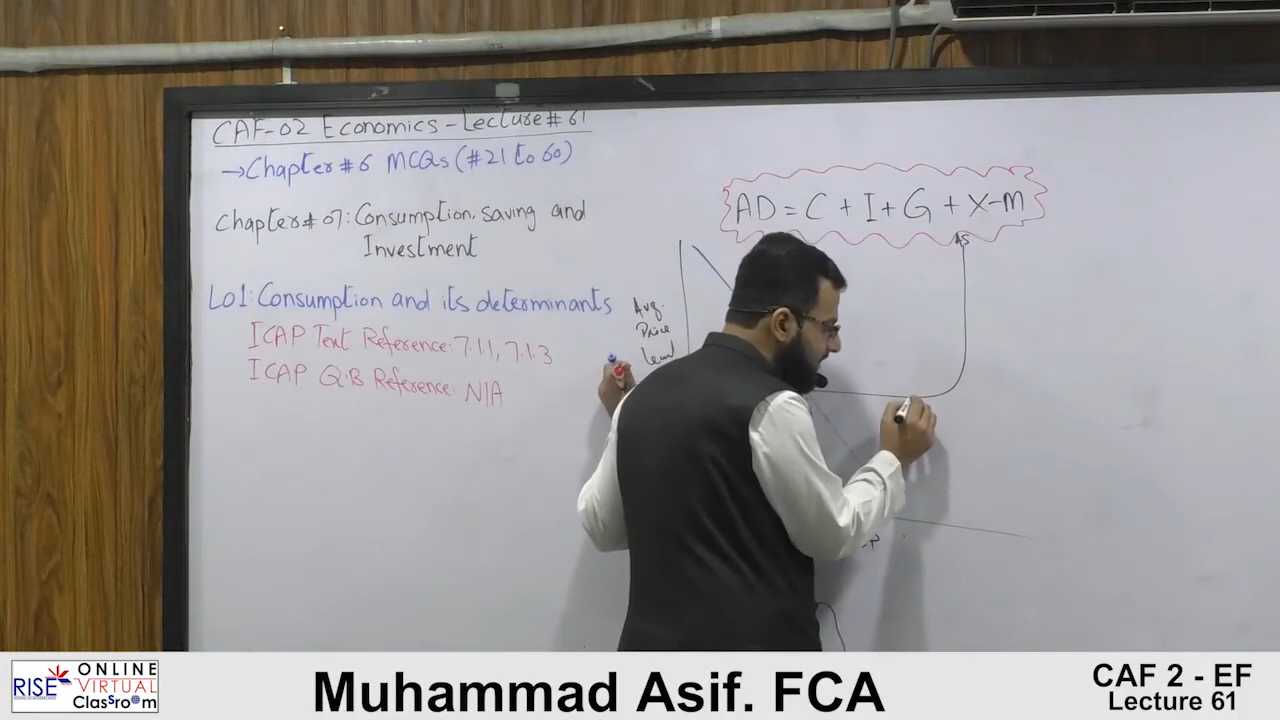 CAF-02 Economics - Lecture # 61
→ Chapter # 6 MCQs (#21 to 60)
Chapter # 07: Consumption, saving and
Investment
LO1: Consumption and its determinants
ICAP Text Reference: 7.1.1, 7.1.3
ICAP Q.B Reference: N/A
AD = C + I + G + X-M
AS
Avg.
Price
level
RISE
ONLINE
VIRTUAL
ClasSroom
Muhammad Asif. FCA
CAF 2 - EF
Lecture 61